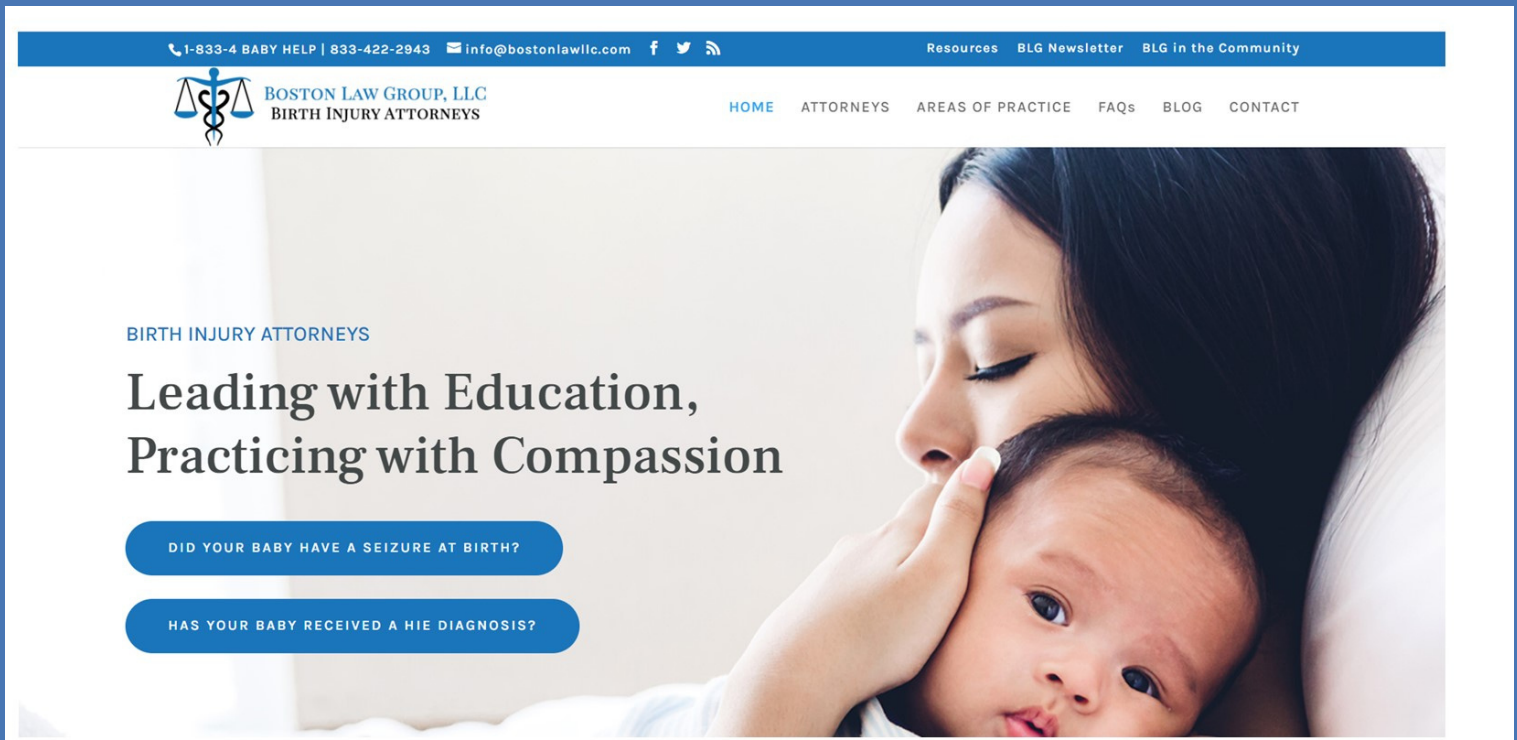 1-833-4 BABY HELP | 833-422-2943 info@bostonlawllc.com
Resources BLG Newsletter BLG in the Community
BOSTON LAW GROUP, LLC
BIRTH INJURY ATTORNEYS
HOME ATTORNEYS AREAS OF PRACTICE FAQs BLOG CONTACT
BIRTH INJURY ATTORNEYS
Leading with Education,
Practicing with Compassion
DID YOUR BABY HAVE A SEIZURE AT BIRTH?
HAS YOUR BABY RECEIVED A HIE DIAGNOSIS?